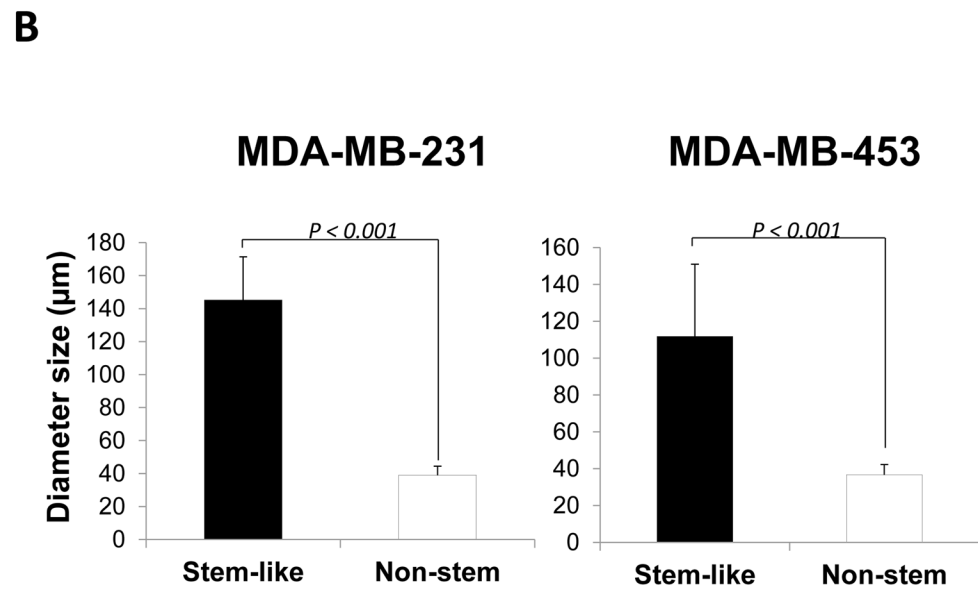 B
MDA-MB-231
P < 0.001
Diameter size (µm)
180
160
140
120
100
80
60
40
20
0
Stem-like Non-stem
MDA-MB-453
P < 0.001
160
140
120
100
80
60
40
20
0
Stem-like Non-stem